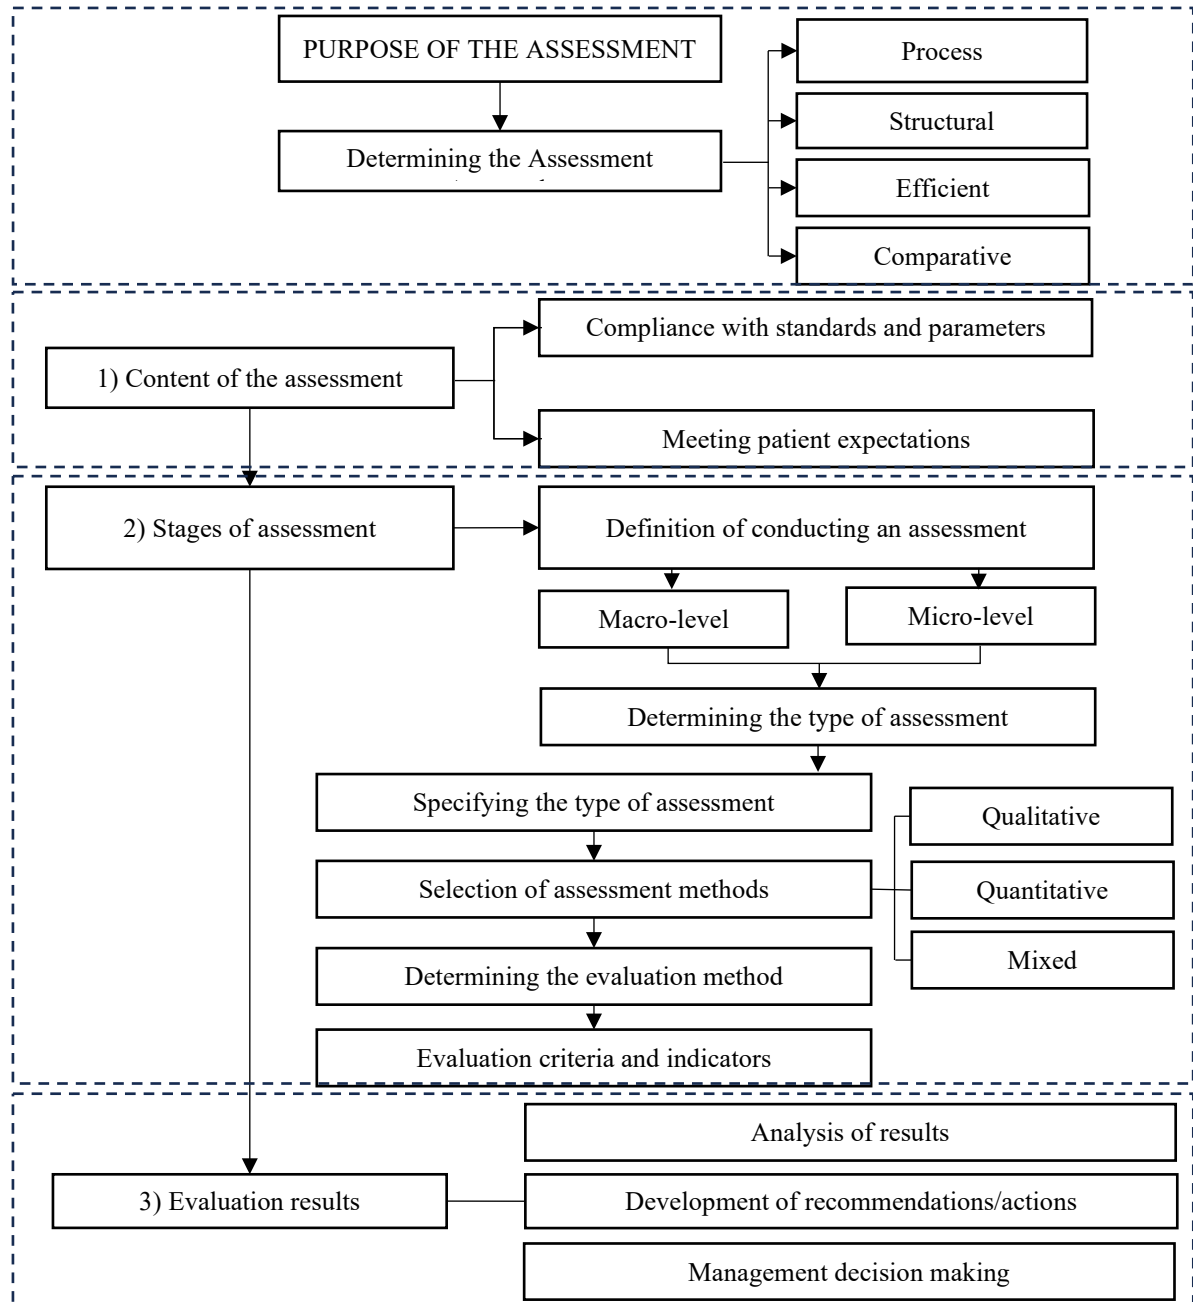 PURPOSE OF THE ASSESSMENT
Determining the Assessment
Process
Structural
Efficient
Comparative
1) Content of the assessment
Compliance with standards and parameters
Meeting patient expectations
2) Stages of assessment
Definition of conducting an assessment
Macro-level
Micro-level
Determining the type of assessment
Specifying the type of assessment
Selection of assessment methods
Qualitative
Quantitative
Mixed
Determining the evaluation method
Evaluation criteria and indicators
3) Evaluation results
Analysis of results
Development of recommendations/actions
Management decision making